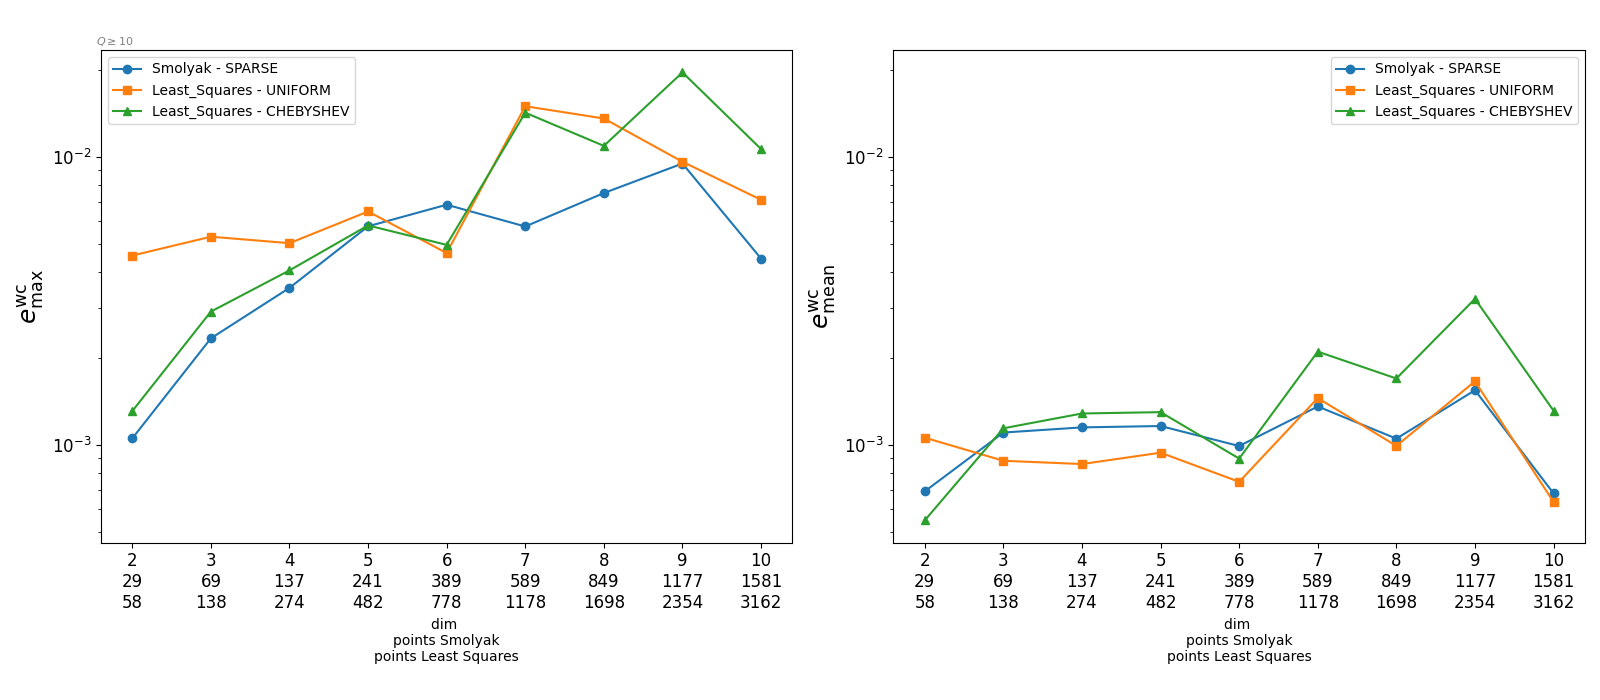 Q ≥ 10
Smolyak - SPARSE
Least_Squares - UNIFORM
Least_Squares - CHEBYSHEV
10⁻²
10⁻³
e^wc_max
2 3 4 5 6 7 8 9 10
29 69 137 241 389 589 849 1177 1581
58 138 274 482 778 1178 1698 2354 3162
dim
points Smolyak
points Least Squares
Smolyak - SPARSE
Least_Squares - UNIFORM
Least_Squares - CHEBYSHEV
10⁻²
10⁻³
e^wc_mean
2 3 4 5 6 7 8 9 10
29 69 137 241 389 589 849 1177 1581
58 138 274 482 778 1178 1698 2354 3162
dim
points Smolyak
points Least Squares